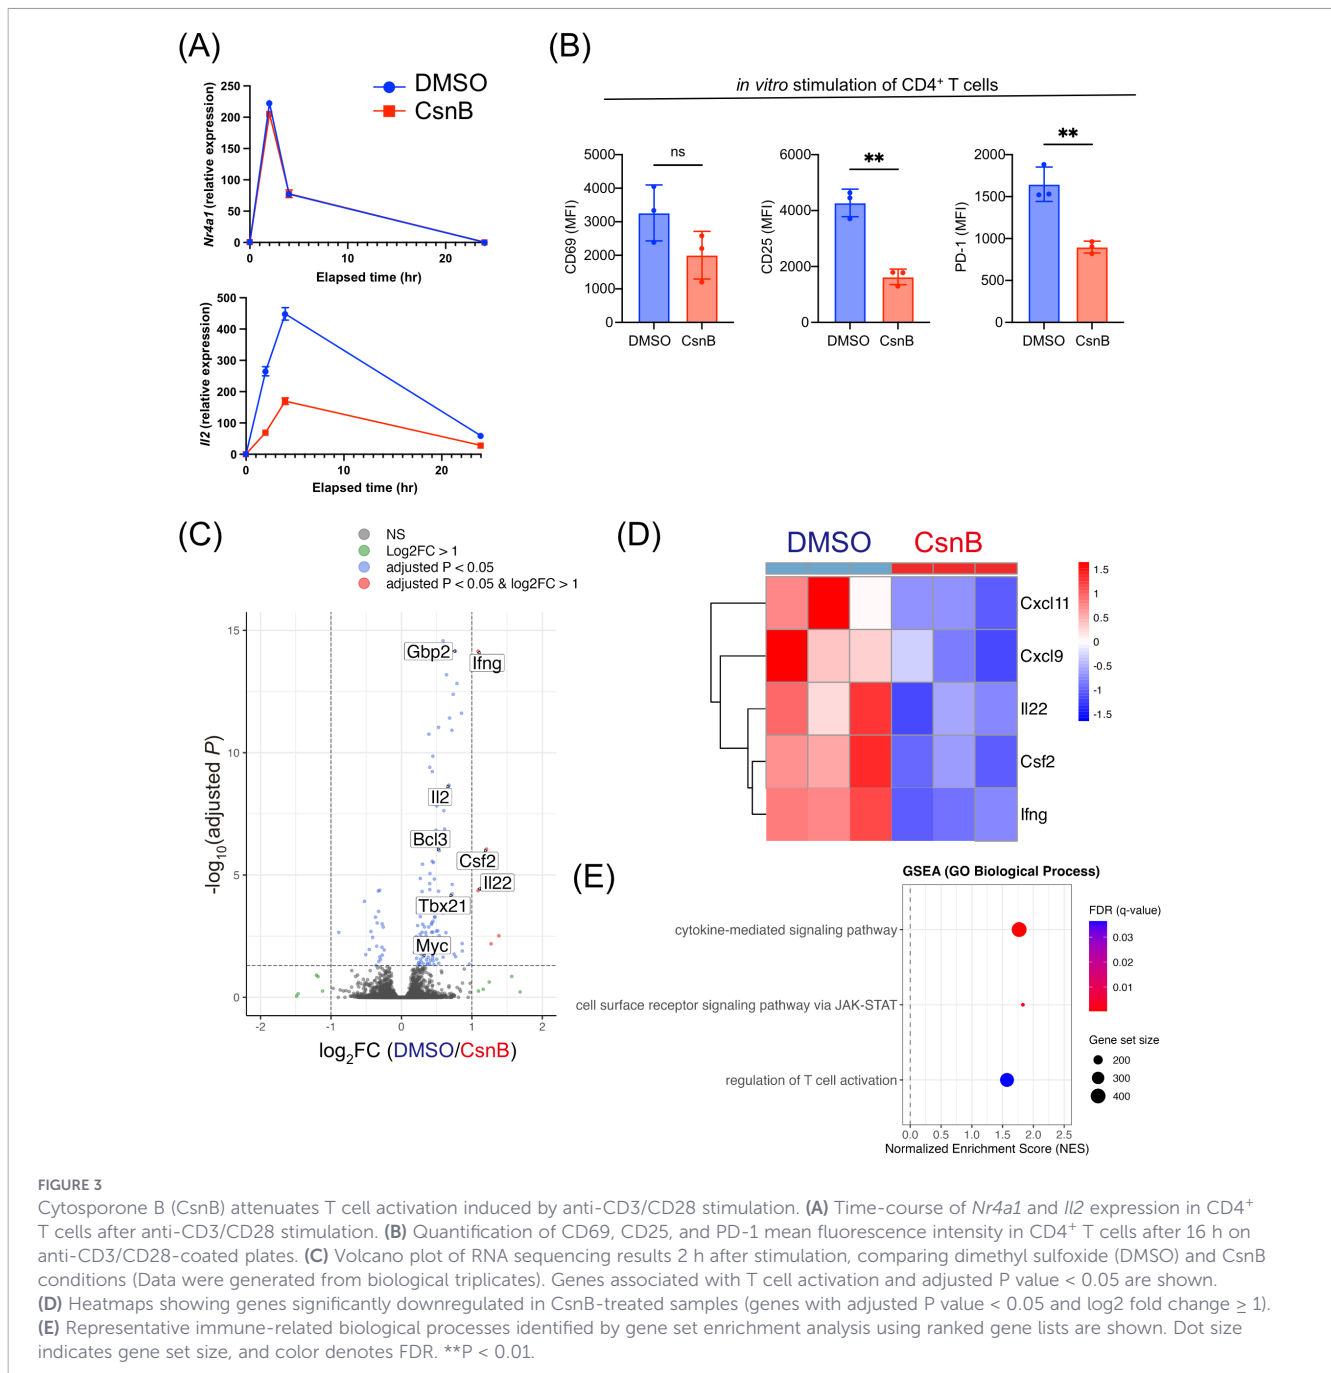 (A)
DMSO
CsnB
Nr4a1 (relative expression)
250
200
150
100
50
0
0
10
20
Elapsed time (hr)
Il2 (relative expression)
500
400
300
200
100
0
0
10
20
Elapsed time (hr)
(B)
in vitro stimulation of CD4⁺ T cells
CD69 (MFI)
5000
4000
3000
2000
1000
0
ns
DMSO CsnB
CD25 (MFI)
6000
4000
2000
0
**
DMSO CsnB
PD-1 (MFI)
2000
1500
1000
500
0
**
DMSO CsnB
(C)
NS
Log2FC > 1
adjusted P < 0.05
adjusted P < 0.05 & log2FC > 1
-log₁₀(adjusted P)
15
10
5
0
Gbp2
Ifng
Il2
Bcl3
Csf2
Il22
Tbx21
Myc
-2 -1 0 1 2
log₂FC (DMSO/CsnB)
(D)
DMSO CsnB
Cxcl11
Cxcl9
Il22
Csf2
Ifng
1.5
1
0.5
0
-0.5
-1
-1.5
(E)
GSEA (GO Biological Process)
cytokine-mediated signaling pathway
cell surface receptor signaling pathway via JAK-STAT
regulation of T cell activation
0.0 0.5 1.0 1.5 2.0 2.5
Normalized Enrichment Score (NES)
FDR (q-value)
0.03
0.02
0.01
Gene set size
200
300
400
FIGURE 3
Cytosporone B (CsnB) attenuates T cell activation induced by anti-CD3/CD28 stimulation. (A) Time-course of Nr4a1 and Il2 expression in CD4⁺
T cells after anti-CD3/CD28 stimulation. (B) Quantification of CD69, CD25, and PD-1 mean fluorescence intensity in CD4⁺ T cells after 16 h on
anti-CD3/CD28-coated plates. (C) Volcano plot of RNA sequencing results 2 h after stimulation, comparing dimethyl sulfoxide (DMSO) and CsnB
conditions (Data were generated from biological triplicates). Genes associated with T cell activation and adjusted P value < 0.05 are shown.
(D) Heatmaps showing genes significantly downregulated in CsnB-treated samples (genes with adjusted P value < 0.05 and log2 fold change ≥ 1).
(E) Representative immune-related biological processes identified by gene set enrichment analysis using ranked gene lists are shown. Dot size
indicates gene set size, and color denotes FDR. **P < 0.01.